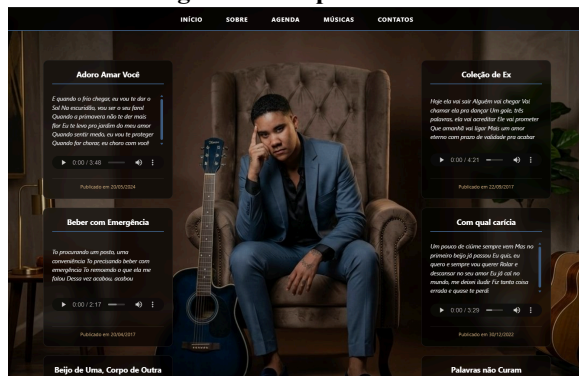 INÍCIO SOBRE AGENDA MÚSICAS CONTATOS
Adoro Amar Você
E quando o frio chegar, eu vou te dar o
Sol Na escuridão, vou ser o seu farol
Quando a primavera não te der mais
flor Eu te levo pro jardim do meu amor
Quando sentir medo, eu vou te proteger
Quando for chorar, eu choro com você
0:00 / 3:48
Publicado em 20/05/2024
Beber com Emergência
To procurando um posto, uma
conveniência To precisando beber com
emergência To remoendo o que ela me
falou Dessa vez acabou, acabou
0:00 / 2:17
Publicado em 20/04/2017
Beijo de Uma, Corpo de Outra
Coleção de Ex
Hoje ela vai sair Alguém vai chegar Vai
chamar ela pra dançar Um gole, três
palavras, ela vai acreditar Ele vai prometer
Que amanhã vai ligar Mais um amor
eterno com prazo de validade pra acabar
0:00 / 4:21
Publicado em 22/09/2017
Com qual carícia
Um pouco de ciúme sempre vem Mas no
primeiro beijo já passou Eu quis, eu
quero e sempre vou querer Rolar e
descansar no seu amor Eu já caí no
mundo, me deixei iludir Fiz tanta coisa
errada e quase te perdi
0:00 / 3:29
Publicado em 30/12/2022
Palavras não Curam